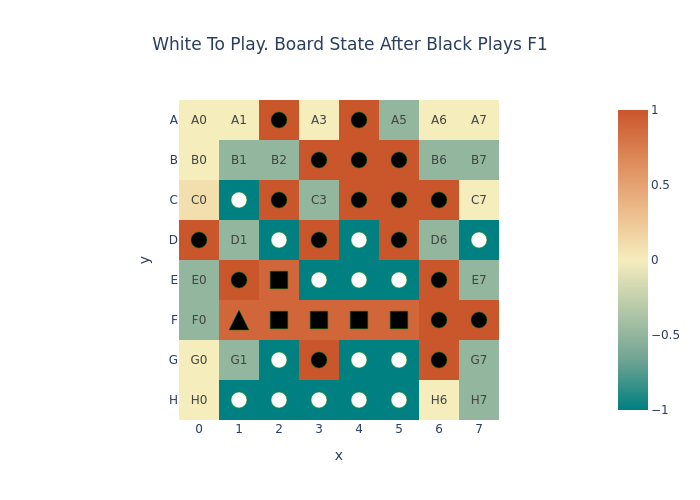 White To Play. Board State After Black Plays F1
A A0 A1 A3 A5 A6 A7
B B0 B1 B2 B6 B7
C C0 C3 C7
D D1 D6
E E0 E7
F F0
G G0 G1 G7
H H0 H6 H7
0 1 2 3 4 5 6 7
x
y
1
0.5
0
−0.5
−1